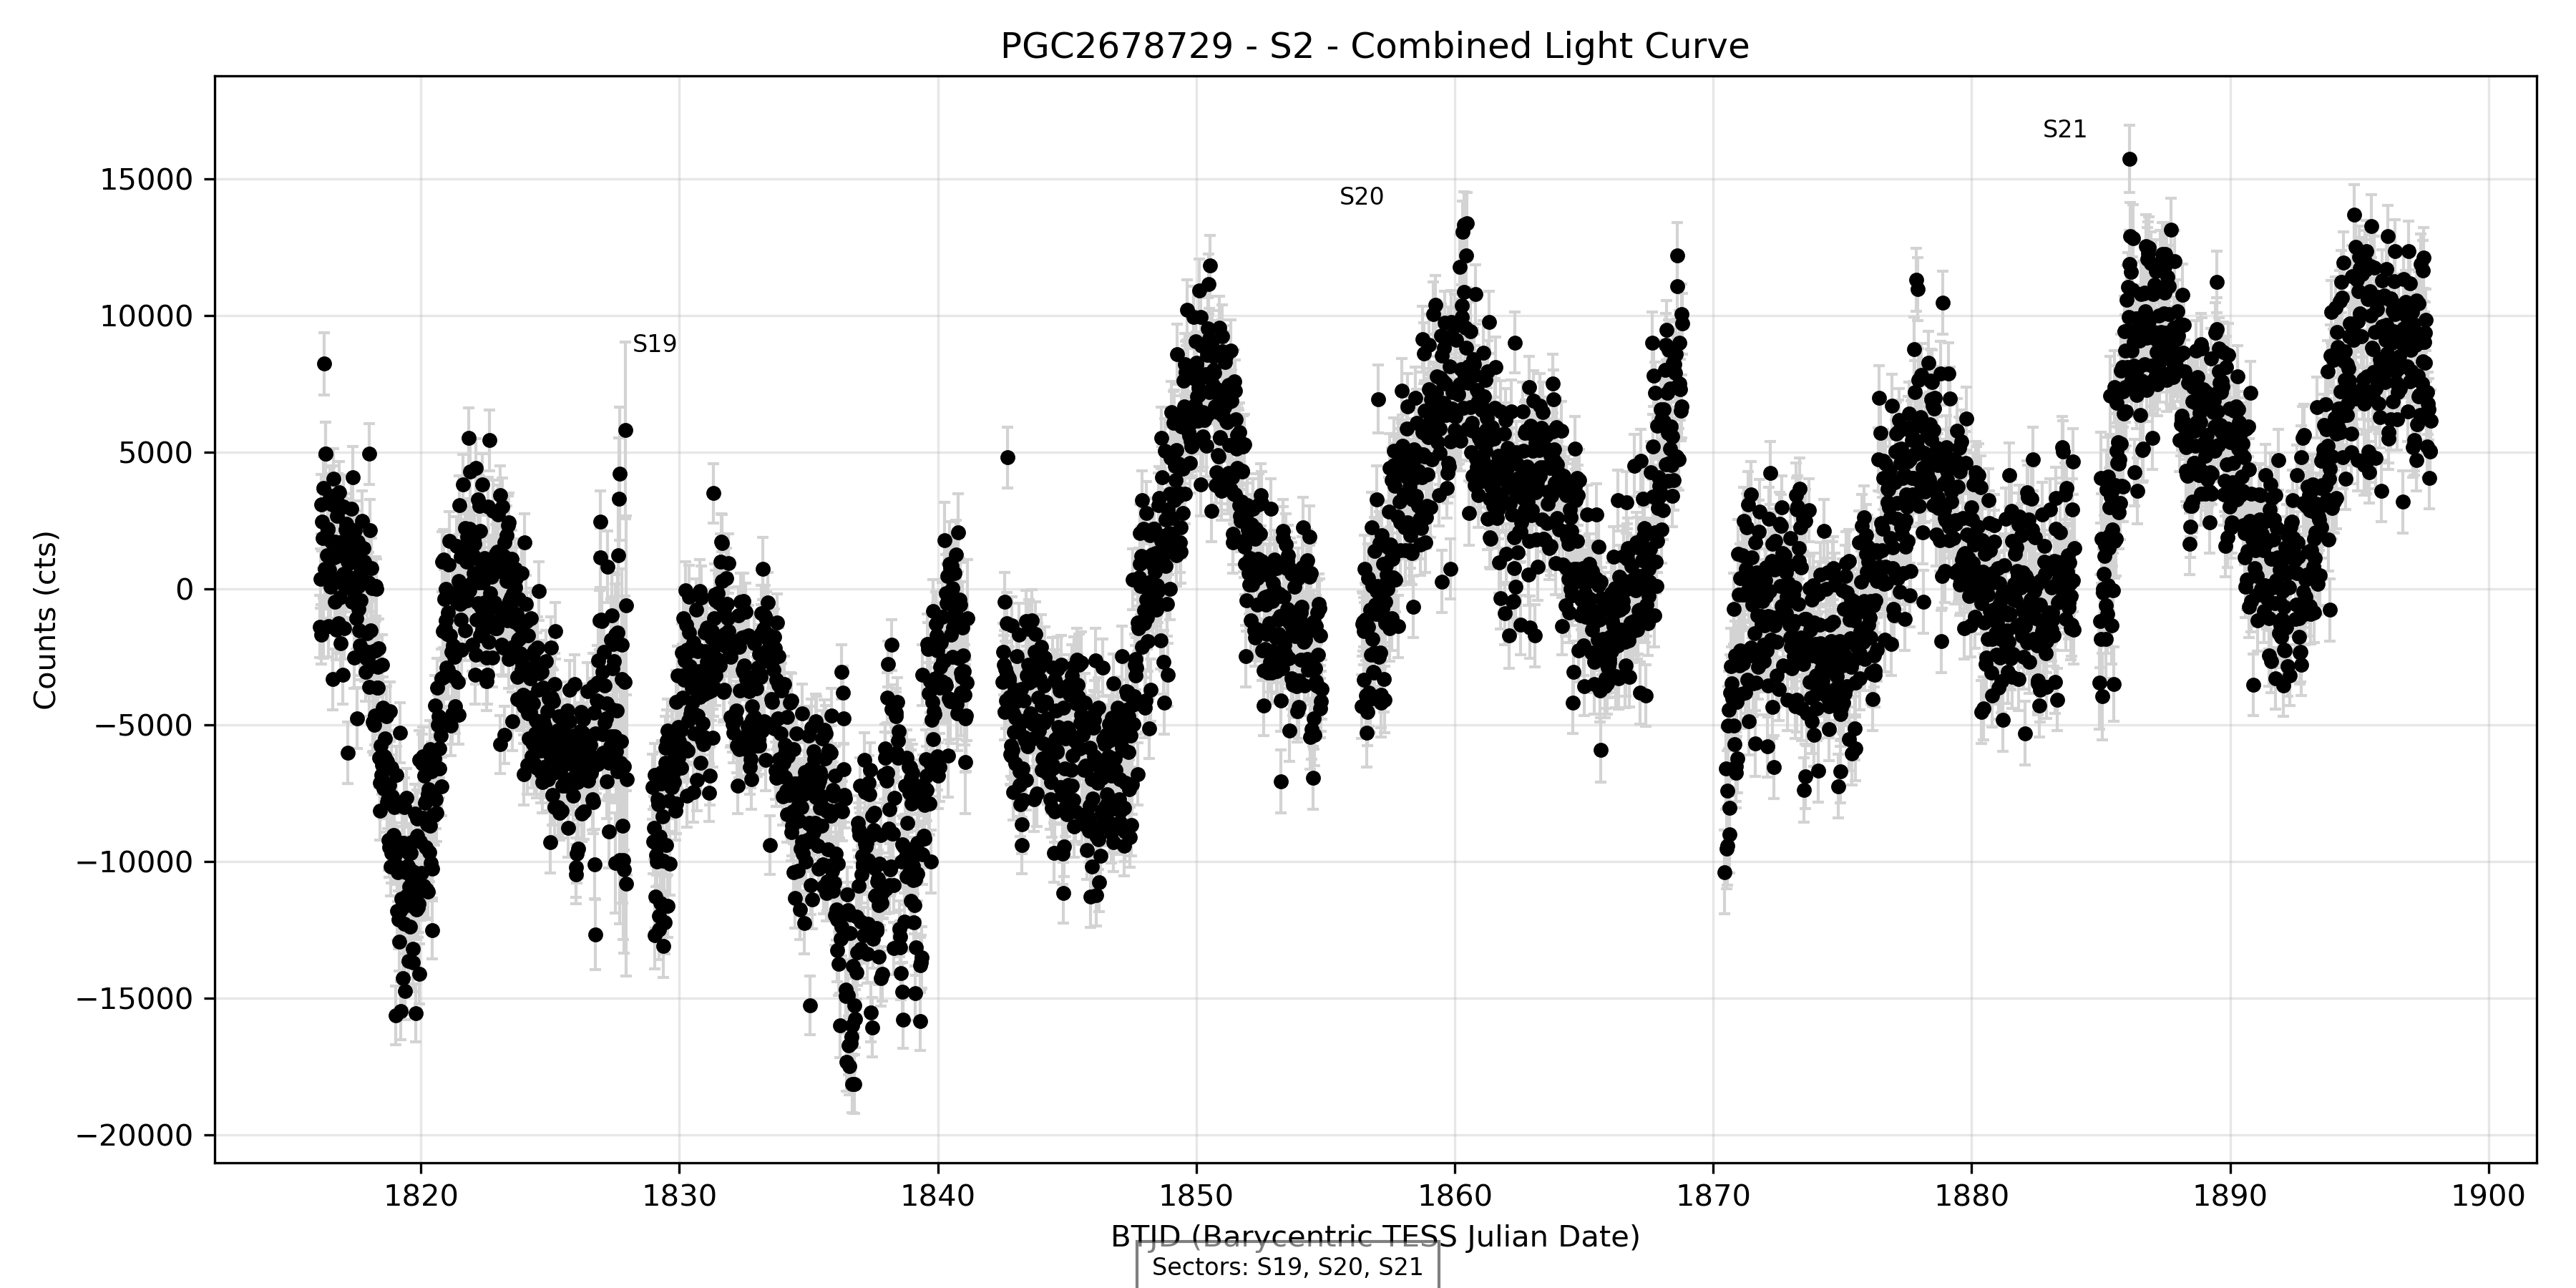 PGC2678729 - S2 - Combined Light Curve
S21
S20
S19
Counts (cts)
15000
10000
5000
0
−5000
−10000
−15000
−20000
1820 1830 1840 1850 1860 1870 1880 1890 1900
BTJD (Barycentric TESS Julian Date)
Sectors: S19, S20, S21